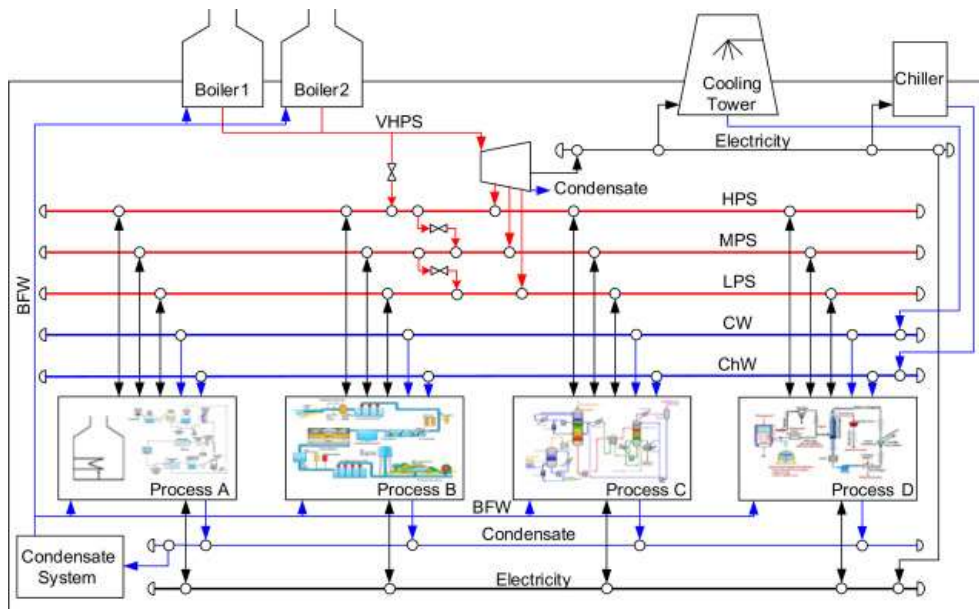 Boiler1
Boiler2
Cooling
Tower
Chiller
VHPS
Electricity
Condensate
HPS
MPS
LPS
BFW
CW
ChW
Process A
Process B
Process C
Process D
BFW
Condensate
Condensate
System
Electricity